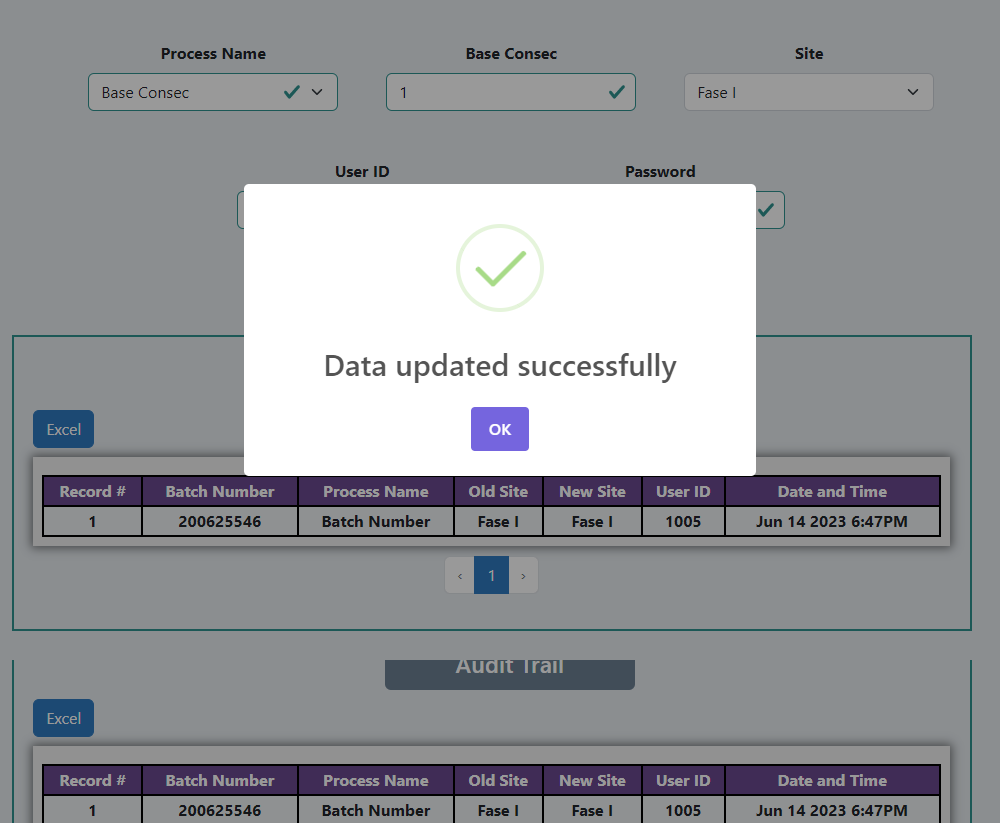 Process Name Base Consec Site
Base Consec 1 Fase I
User ID Password
Data updated successfully
OK
Excel
Record # Batch Number Process Name Old Site New Site User ID Date and Time
1 200625546 Batch Number Fase I Fase I 1005 Jun 14 2023 6:47PM
‹ 1 ›
Audit Trail
Excel
Record # Batch Number Process Name Old Site New Site User ID Date and Time
1 200625546 Batch Number Fase I Fase I 1005 Jun 14 2023 6:47PM